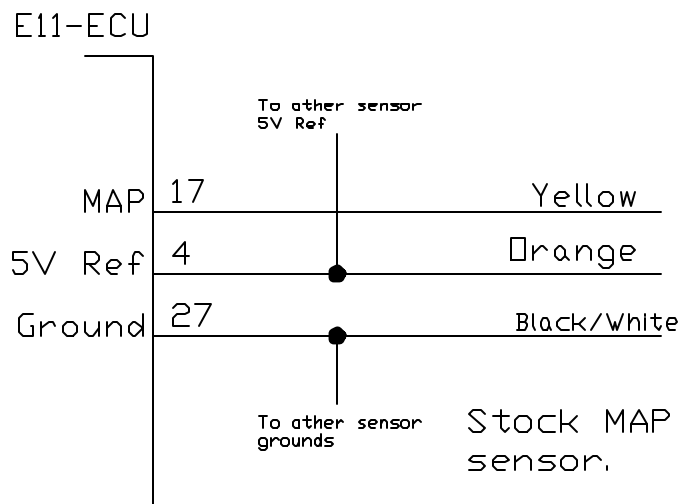 E11-ECU
To ather sensor
5V Ref
MAP 17 Yellow
5V Ref 4 Orange
Ground 27 Black/White
To ather sensor
grounds
Stock MAP
sensor.